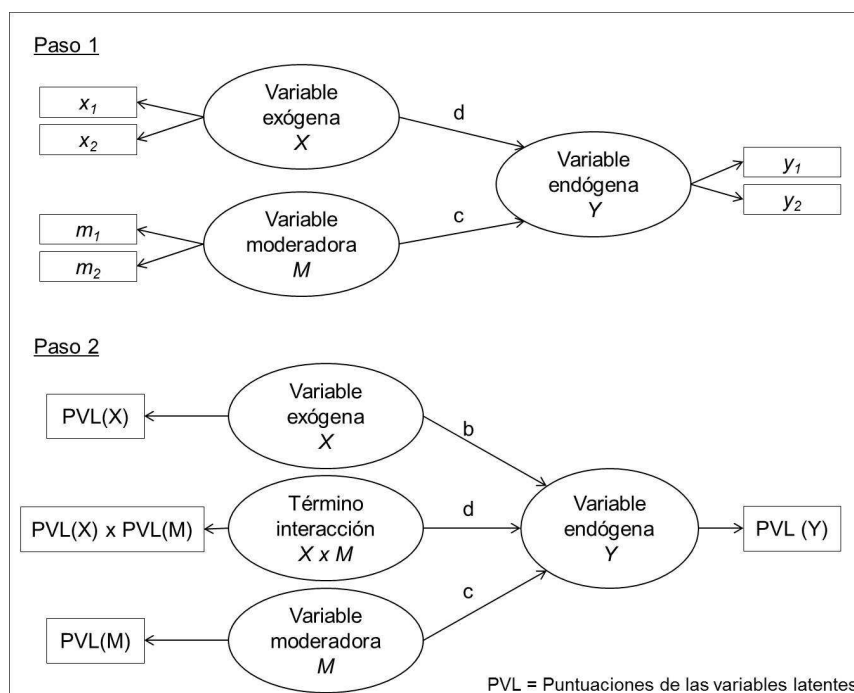 Paso 1
x1
x2
Variable
exógena
X
d
Variable
endógena
Y
y1
y2
m1
m2
Variable
moderadora
M
c
Paso 2
PVL(X)
Variable
exógena
X
b
PVL(X) x PVL(M)
Término
interacción
X x M
d
Variable
endógena
Y
PVL (Y)
PVL(M)
Variable
moderadora
M
c
PVL = Puntuaciones de las variables latentes